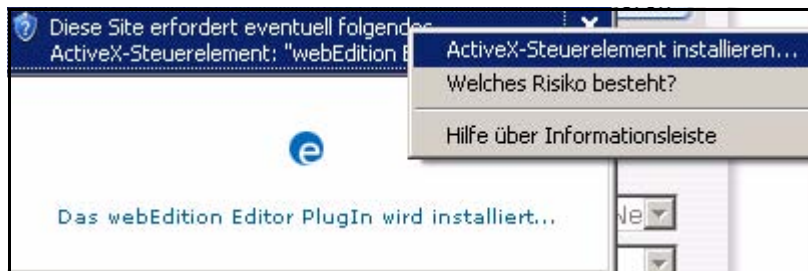 Diese Site erfordert eventuell folgendes
ActiveX-Steuerelement: "webEdition
ActiveX-Steuerelement installieren...
Welches Risiko besteht?
Hilfe über Informationsleiste
e
Das webEdition Editor PlugIn wird installiert...